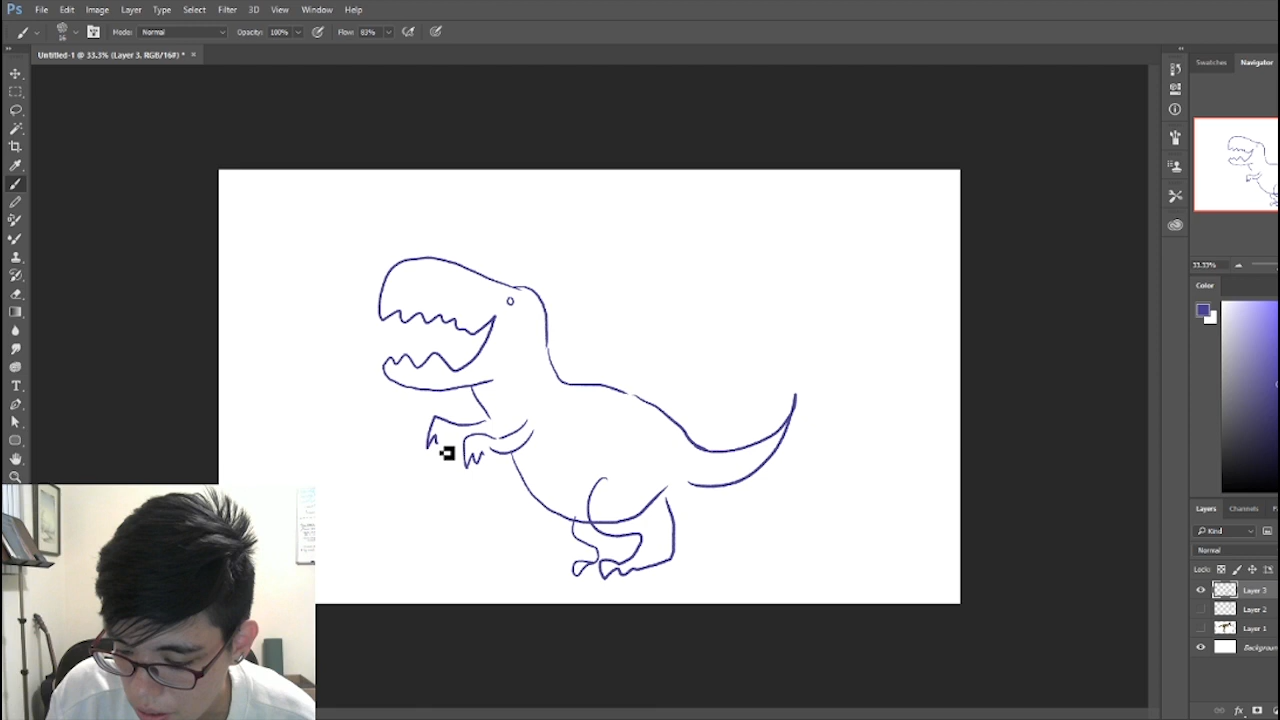 Ps File Edit Image Layer Type Select Filter 3D View Window Help
Mode: Normal Opacity: 100% Flow: 83%
Untitled-1 @ 33.3% (Layer 3, RGB/16#) * ×
Swatches Navigator
33.33%
Color
Layers Channels
Kind
Normal
Lock:
Layer 3
Layer 2
Layer 1
Background
fx